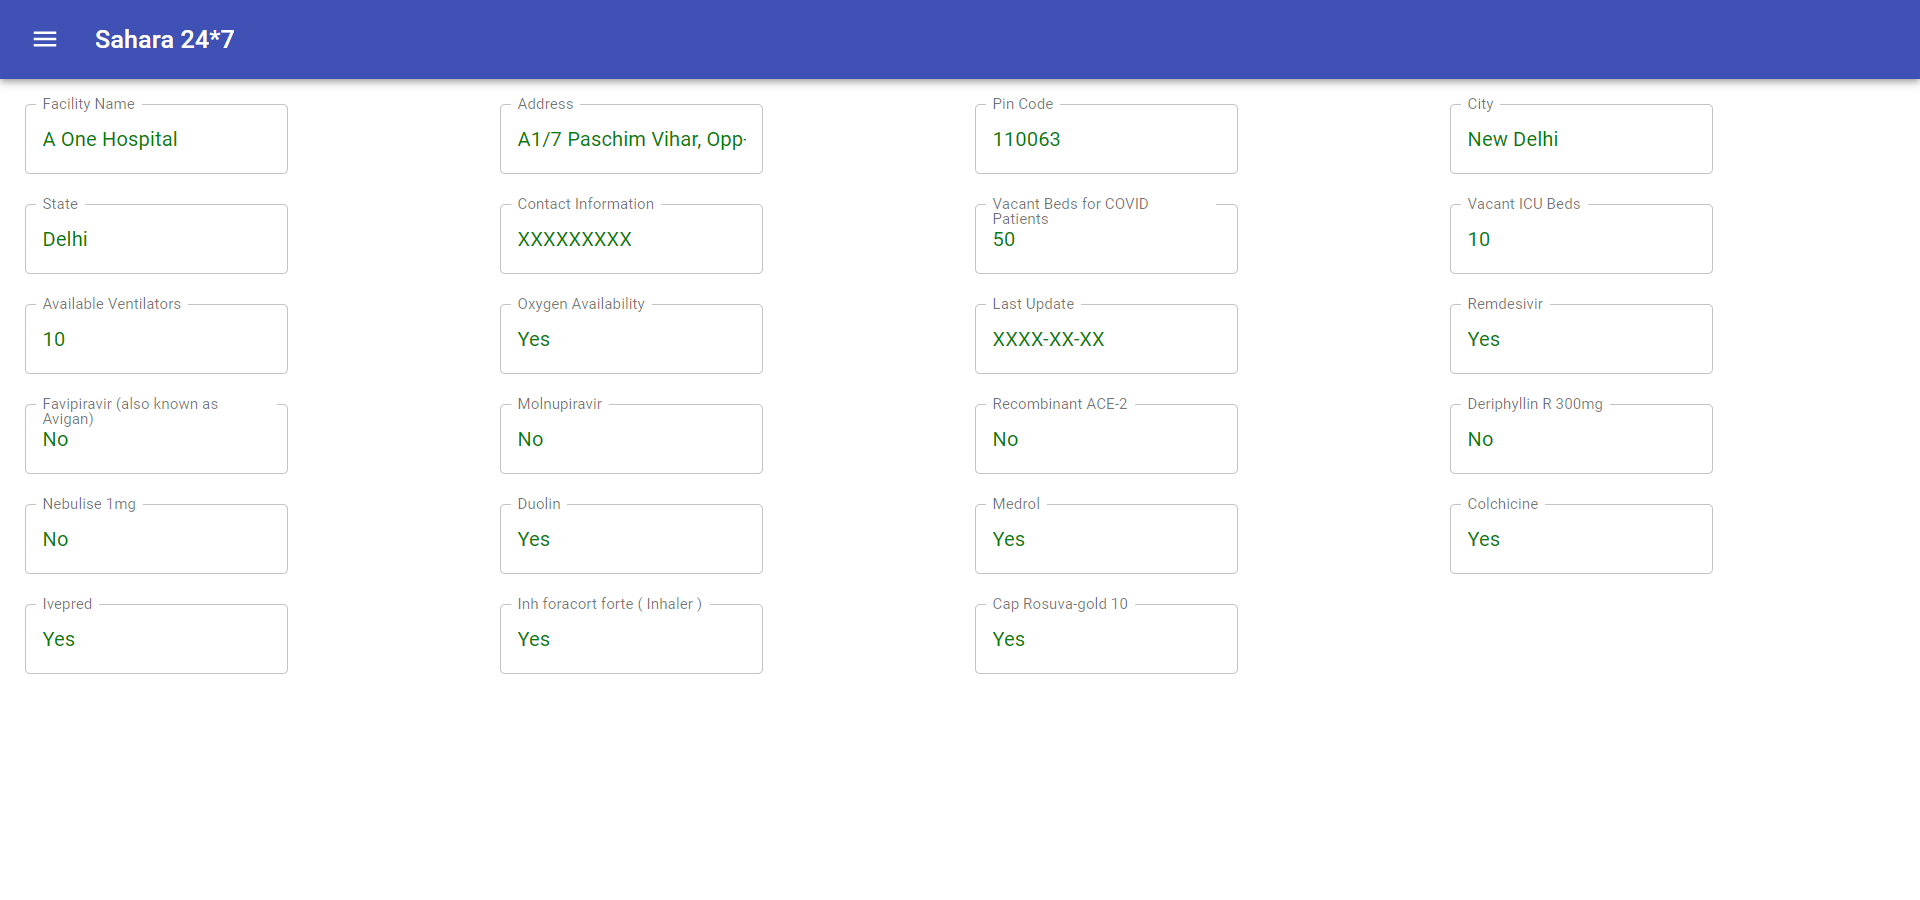 Sahara 24*7
Facility Name
A One Hospital
Address
A1/7 Paschim Vihar, Opp-
Pin Code
110063
City
New Delhi
State
Delhi
Contact Information
XXXXXXXXX
Vacant Beds for COVID
Patients
50
Vacant ICU Beds
10
Available Ventilators
10
Oxygen Availability
Yes
Last Update
XXXX-XX-XX
Remdesivir
Yes
Favipiravir (also known as
Avigan)
No
Molnupiravir
No
Recombinant ACE-2
No
Deriphyllin R 300mg
No
Nebulise 1mg
No
Duolin
Yes
Medrol
Yes
Colchicine
Yes
Ivepred
Yes
Inh foracort forte ( Inhaler )
Yes
Cap Rosuva-gold 10
Yes